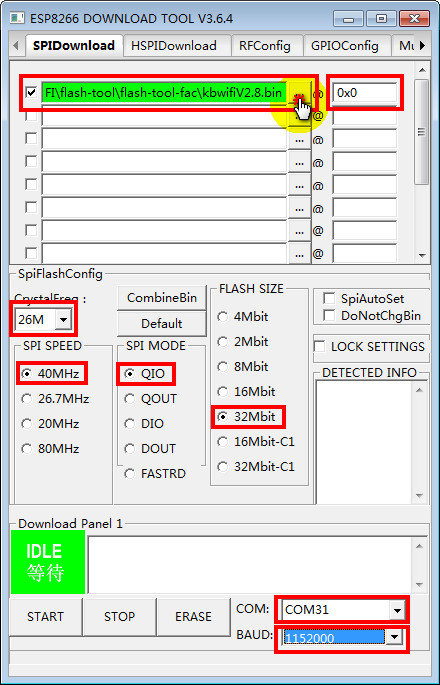 ESP8266 DOWNLOAD TOOL V3.6.4
SPIDownload HSPIDownload RFConfig GPIOConfig Mu
FI\flash-tool\flash-tool-fac\kbwifiV2.8.bin ... @ 0x0
... @
... @
... @
... @
... @
... @
SpiFlashConfig
CrystalFreq :
26M
CombineBin
Default
SPI SPEED
40MHz
26.7MHz
20MHz
80MHz
SPI MODE
QIO
QOUT
DIO
DOUT
FASTRD
FLASH SIZE
4Mbit
2Mbit
8Mbit
16Mbit
32Mbit
16Mbit-C1
32Mbit-C1
SpiAutoSet
DoNotChgBin
LOCK SETTINGS
DETECTED INFO
Download Panel 1
IDLE
等待
START STOP ERASE
COM: COM31
BAUD: 1152000